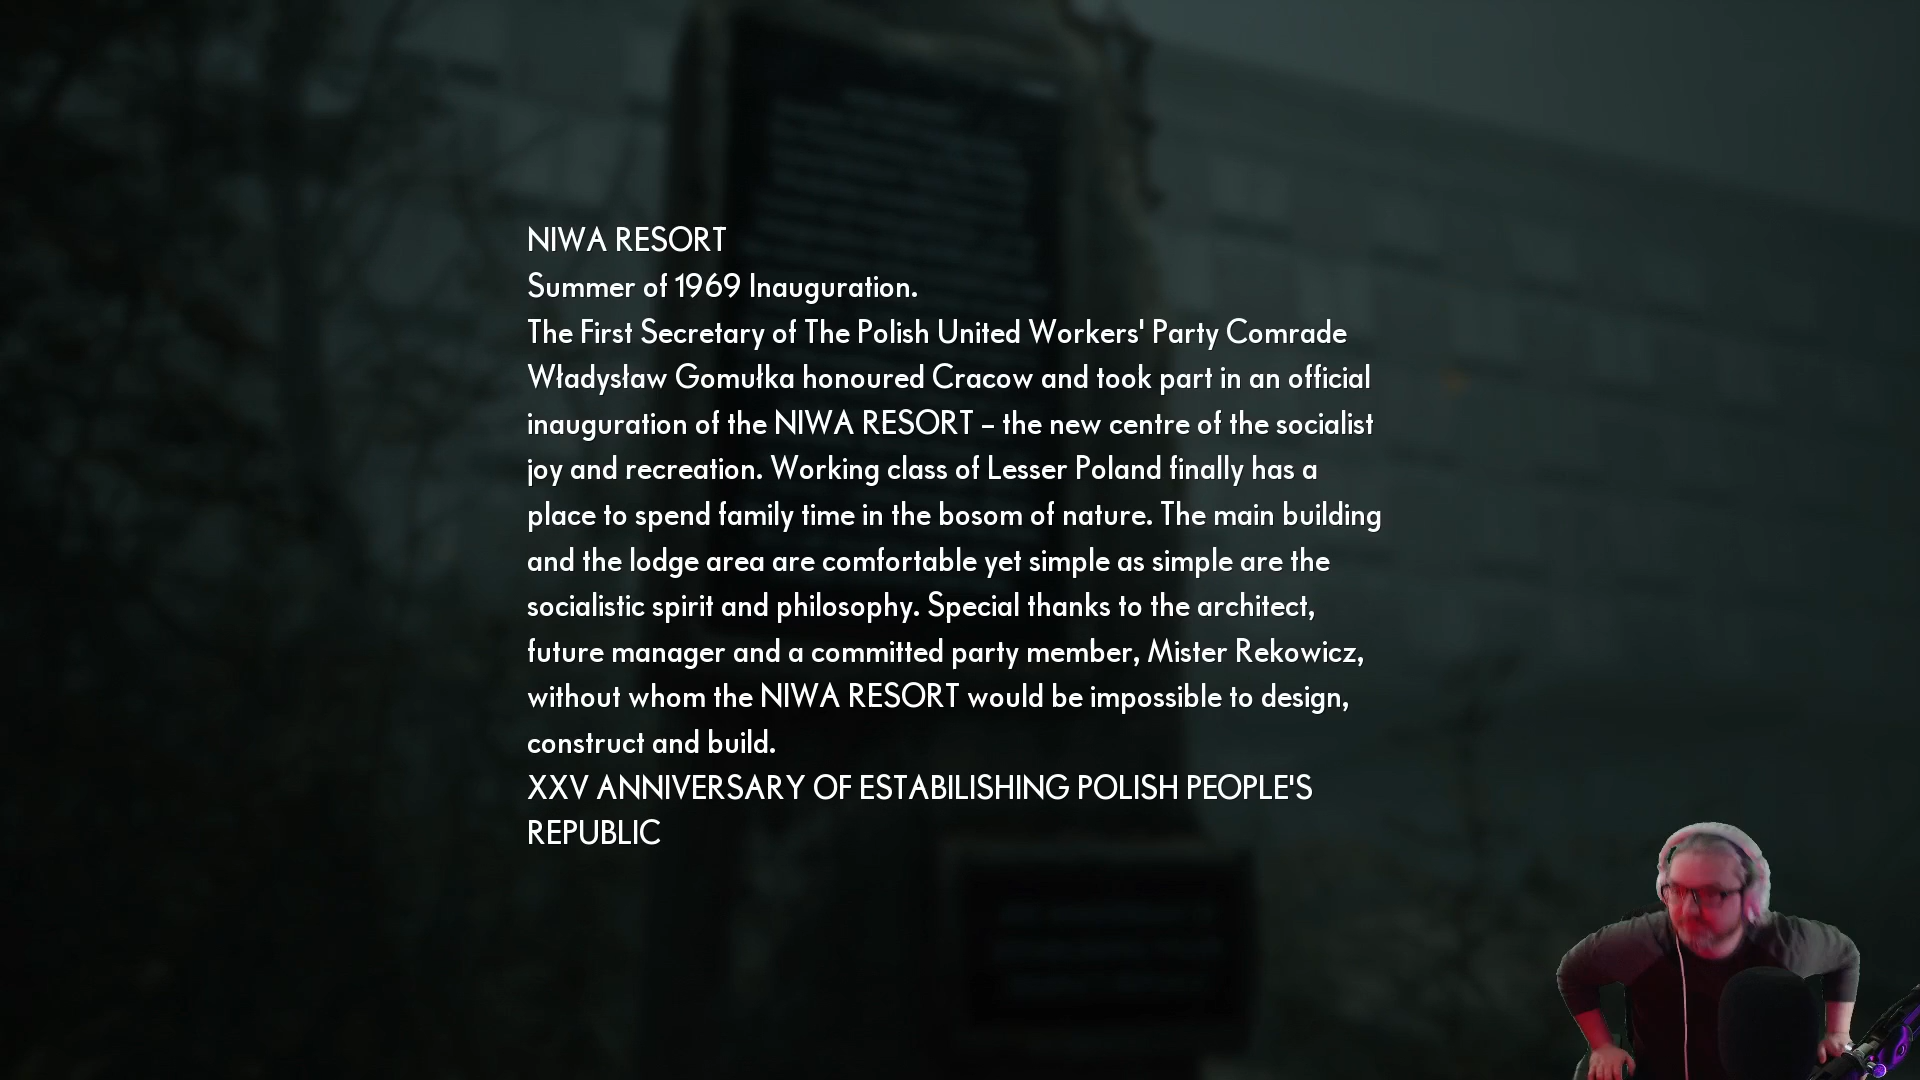 NIWA RESORT
Summer of 1969 Inauguration.
The First Secretary of The Polish United Workers' Party Comrade
Władysław Gomułka honoured Cracow and took part in an official
inauguration of the NIWA RESORT – the new centre of the socialist
joy and recreation. Working class of Lesser Poland finally has a
place to spend family time in the bosom of nature. The main building
and the lodge area are comfortable yet simple as simple are the
socialistic spirit and philosophy. Special thanks to the architect,
future manager and a committed party member, Mister Rekowicz,
without whom the NIWA RESORT would be impossible to design,
construct and build.
XXV ANNIVERSARY OF ESTABILISHING POLISH PEOPLE'S
REPUBLIC